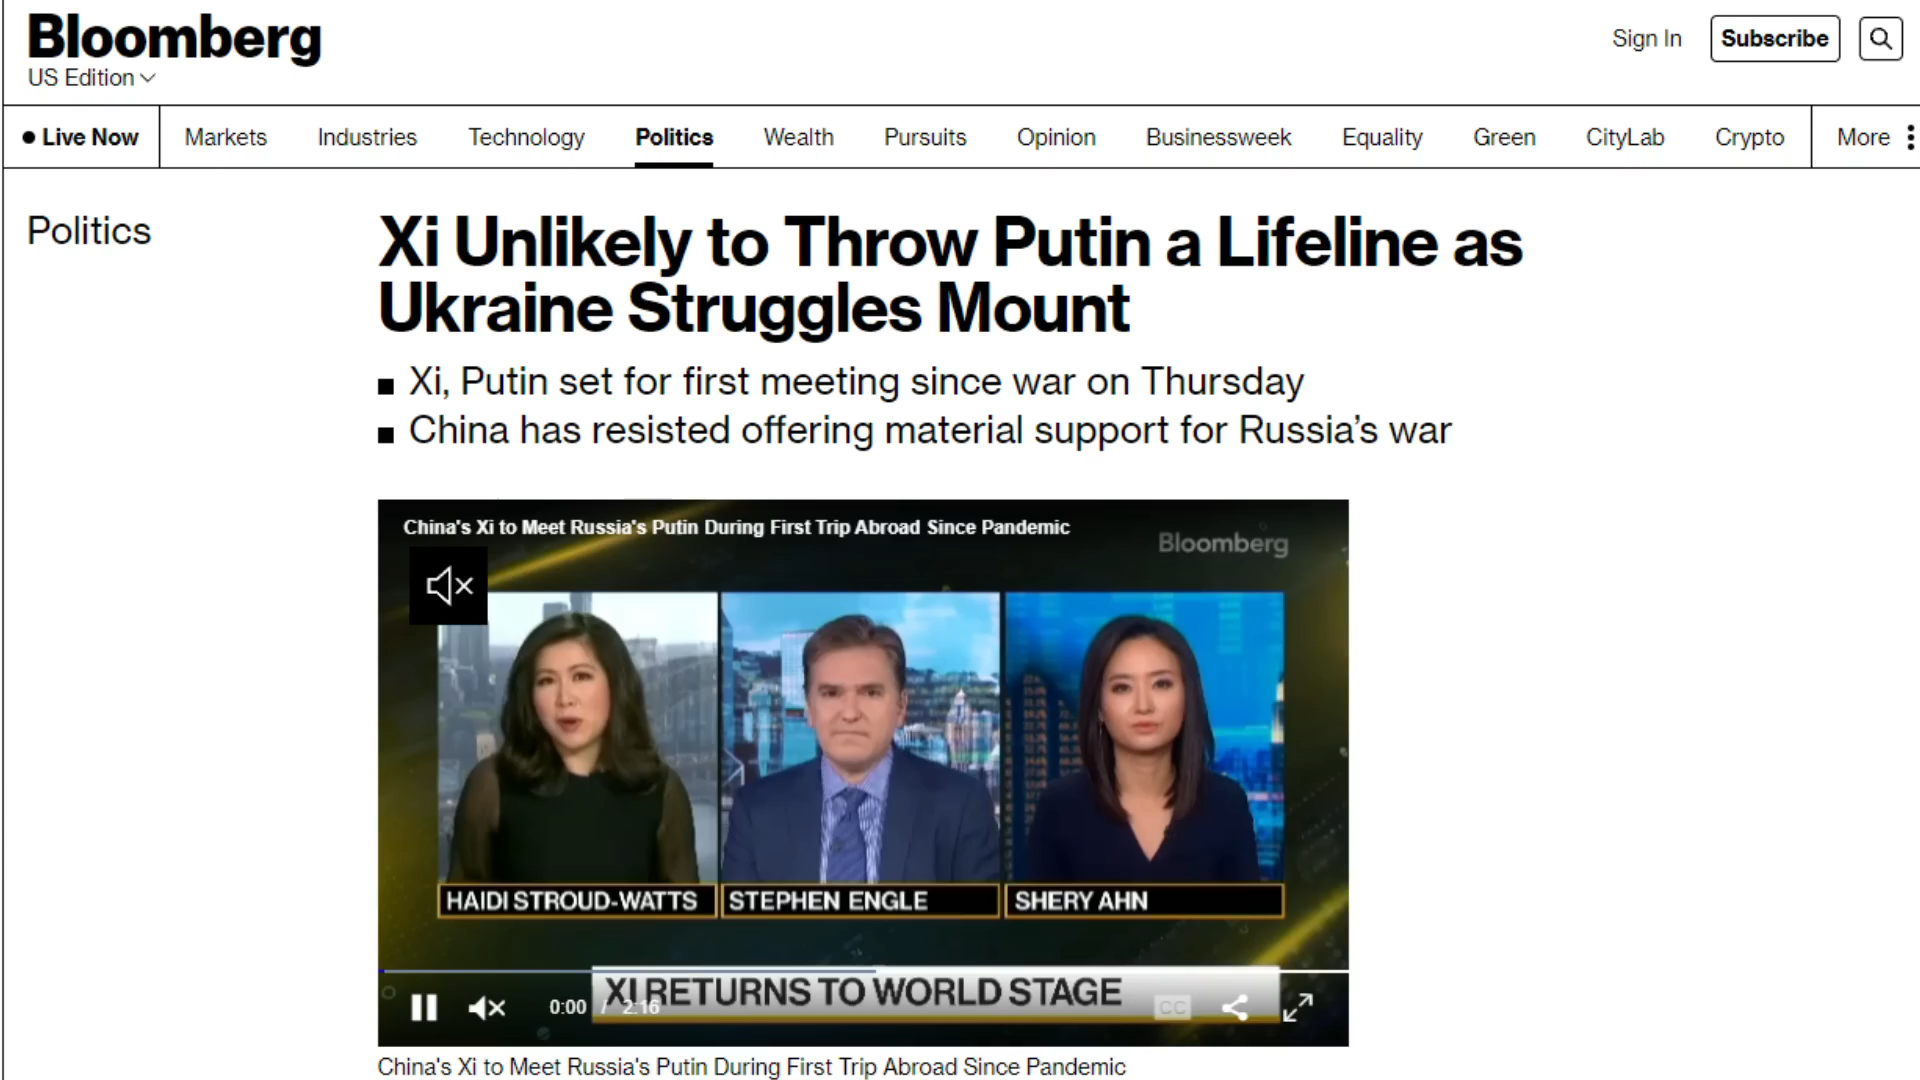 Bloomberg
US Edition
Sign In
Subscribe
Live Now
Markets
Industries
Technology
Politics
Wealth
Pursuits
Opinion
Businessweek
Equality
Green
CityLab
Crypto
More
Politics
Xi Unlikely to Throw Putin a Lifeline as
Ukraine Struggles Mount
Xi, Putin set for first meeting since war on Thursday
China has resisted offering material support for Russia's war
China's Xi to Meet Russia's Putin During First Trip Abroad Since Pandemic
Bloomberg
HAIDI STROUD-WATTS
STEPHEN ENGLE
SHERY AHN
XI RETURNS TO WORLD STAGE
0:00 / 2:16
CC
China's Xi to Meet Russia's Putin During First Trip Abroad Since Pandemic